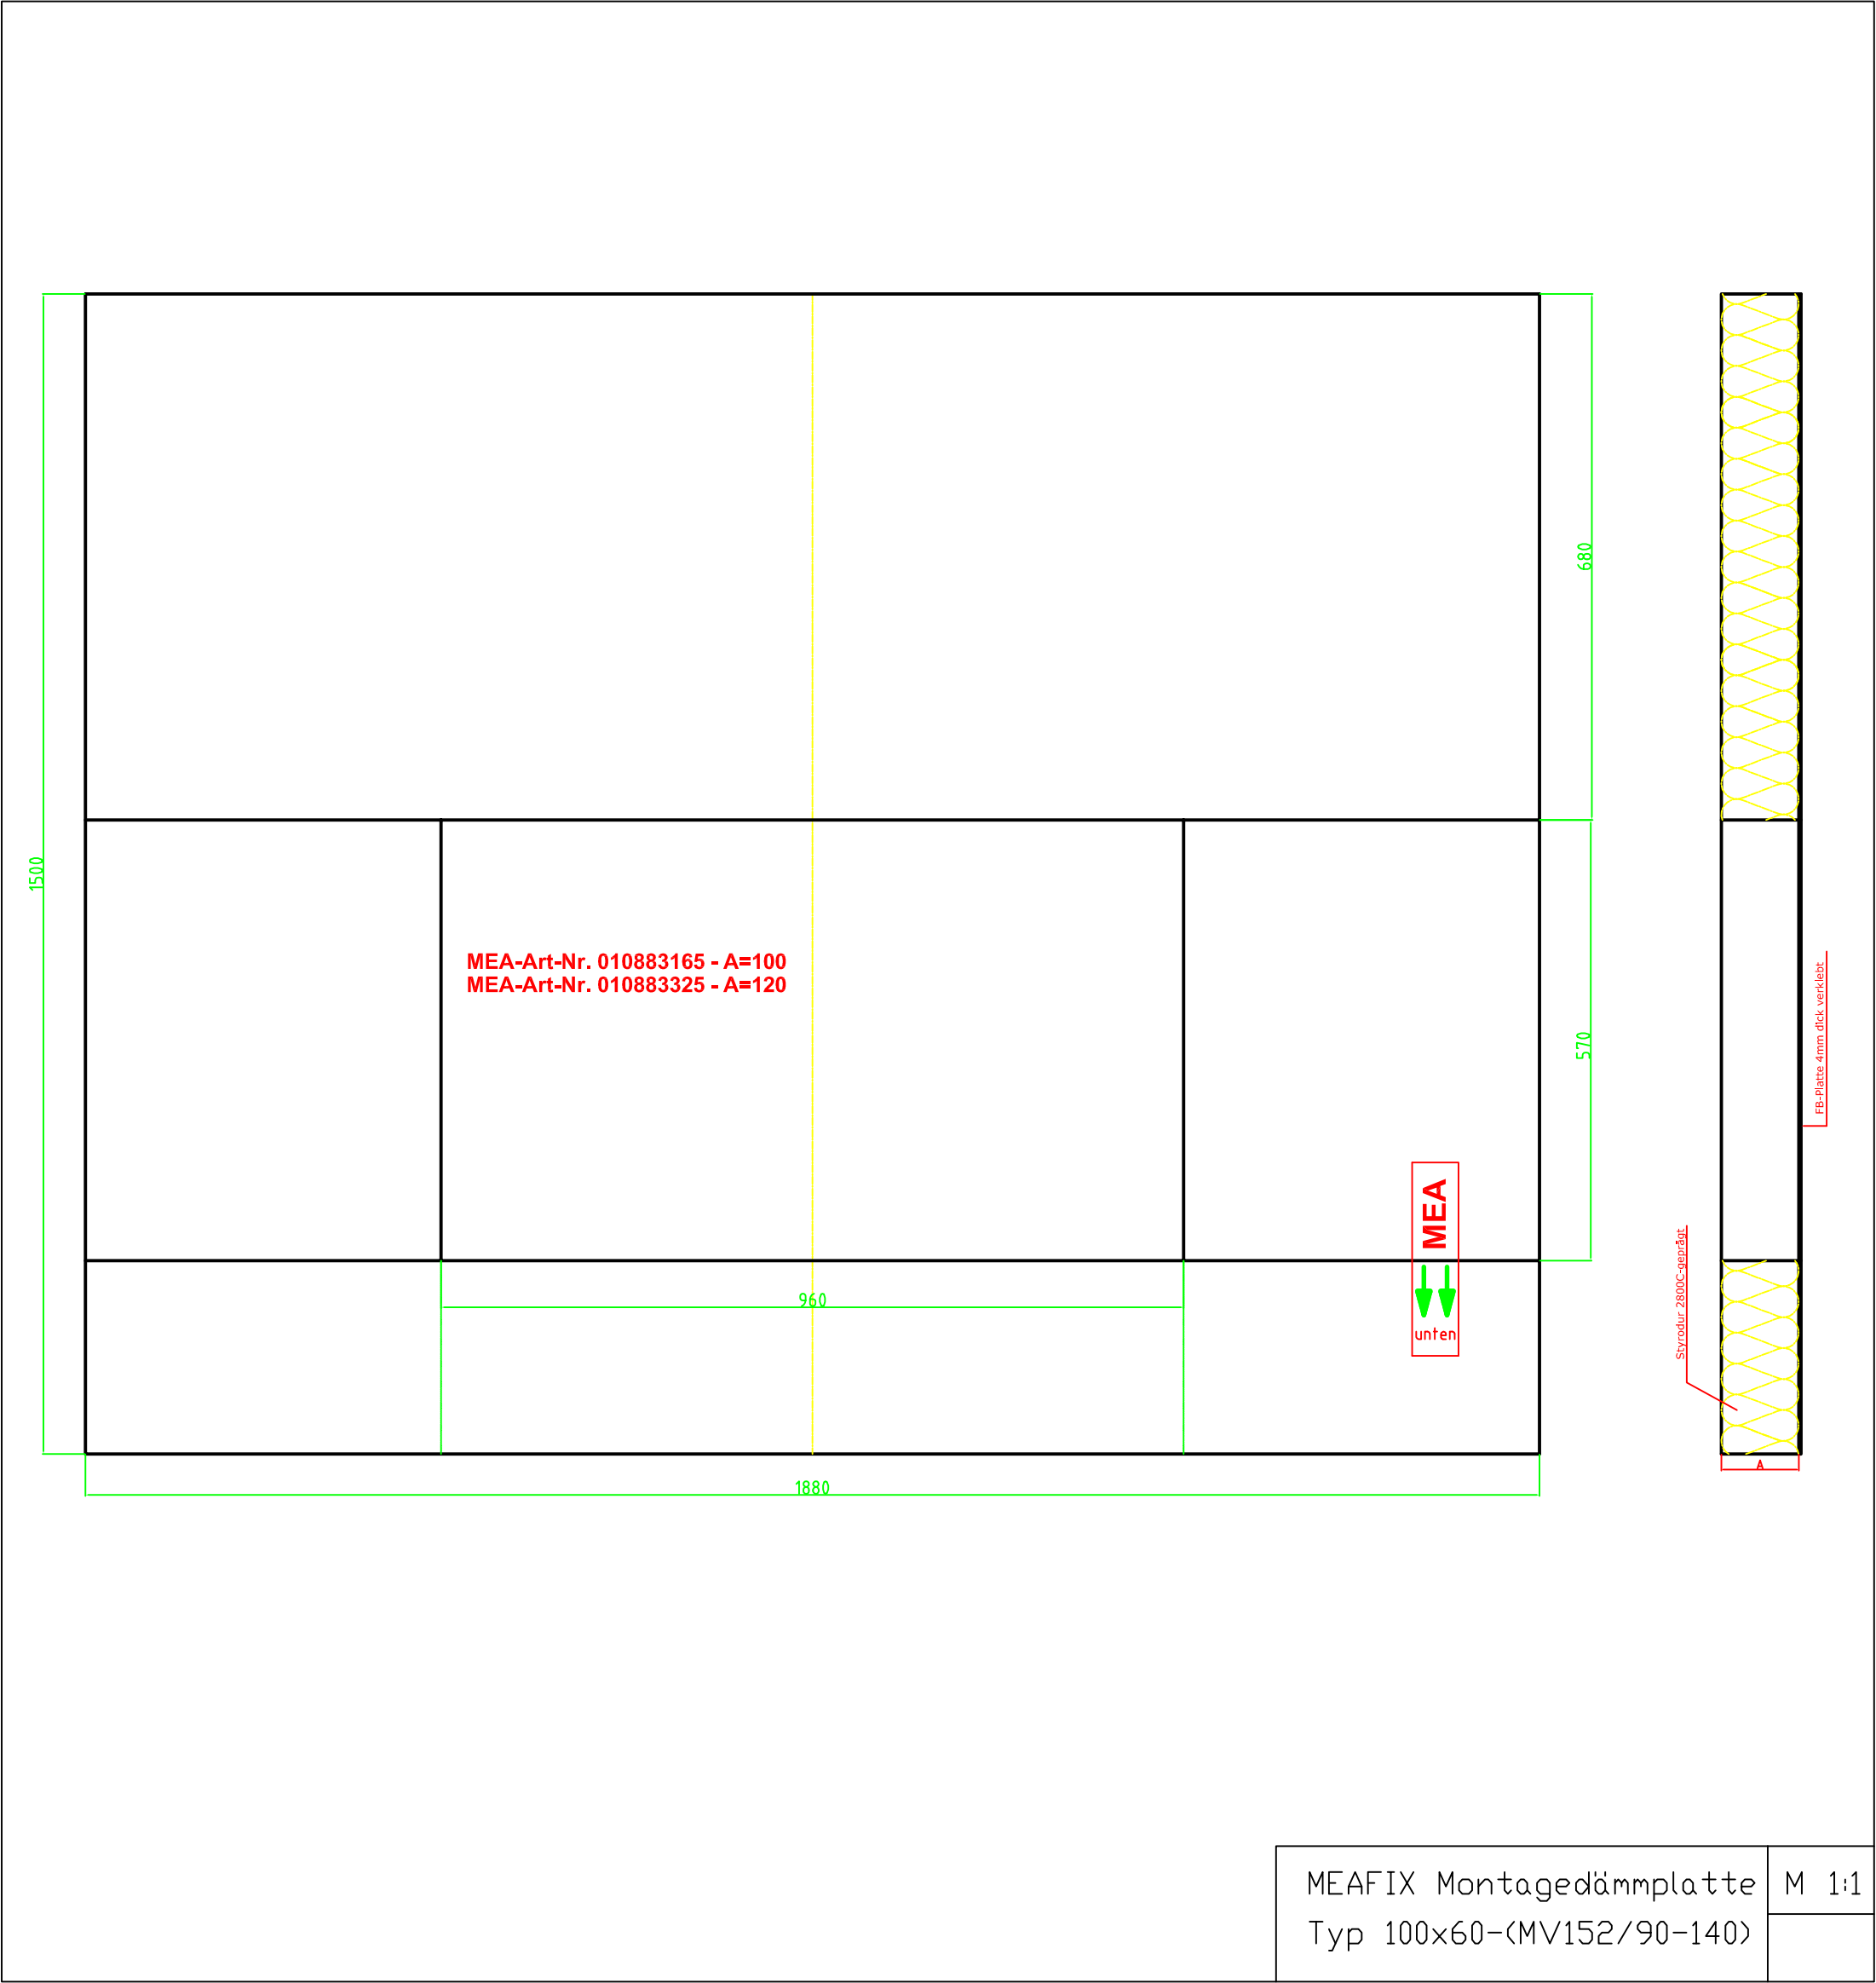 680
1500
MEA-Art-Nr. 010883165 - A=100
MEA-Art-Nr. 010883325 - A=120
570
FB-Platte 4mm dick verklebt
MEA
unten
Styrodur 2800C-geprägt
960
1880
A
MEAFIX Montagedämmplatte
Typ 100x60-(MV152/90-140)
M 1:1